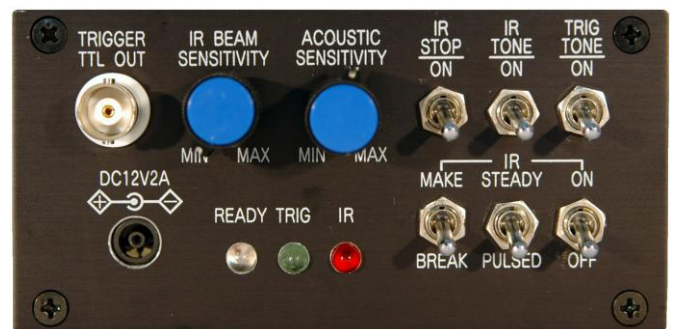 TRIGGER
TTL OUT
IR BEAM
SENSITIVITY
ACOUSTIC
SENSITIVITY
IR
STOP
ON
IR
TONE
ON
TRIG
TONE
ON
MIN MAX
MIN MAX
IR
MAKE STEADY ON
DC12V2A
+ −
READY TRIG IR
BREAK PULSED OFF